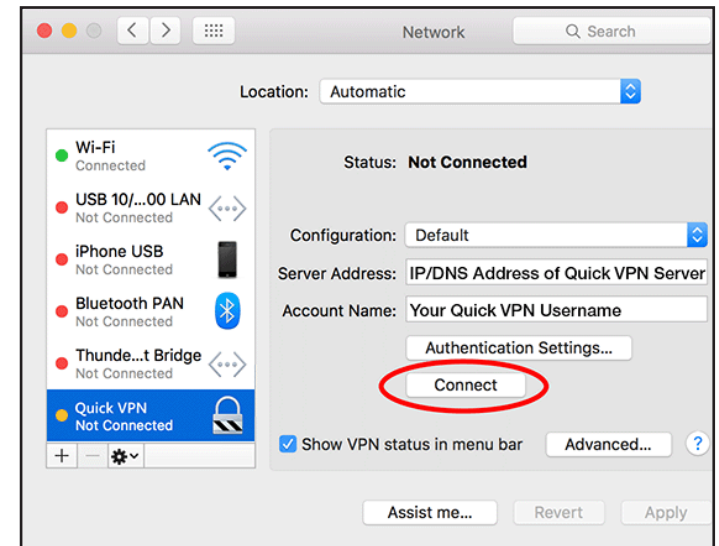 Network
Search
Location: Automatic
Wi-Fi
Connected
USB 10/...00 LAN
Not Connected
iPhone USB
Not Connected
Bluetooth PAN
Not Connected
Thunde...t Bridge
Not Connected
Quick VPN
Not Connected
Status: Not Connected
Configuration: Default
Server Address: IP/DNS Address of Quick VPN Server
Account Name: Your Quick VPN Username
Authentication Settings...
Connect
Show VPN status in menu bar
Advanced...
?
Assist me...
Revert
Apply